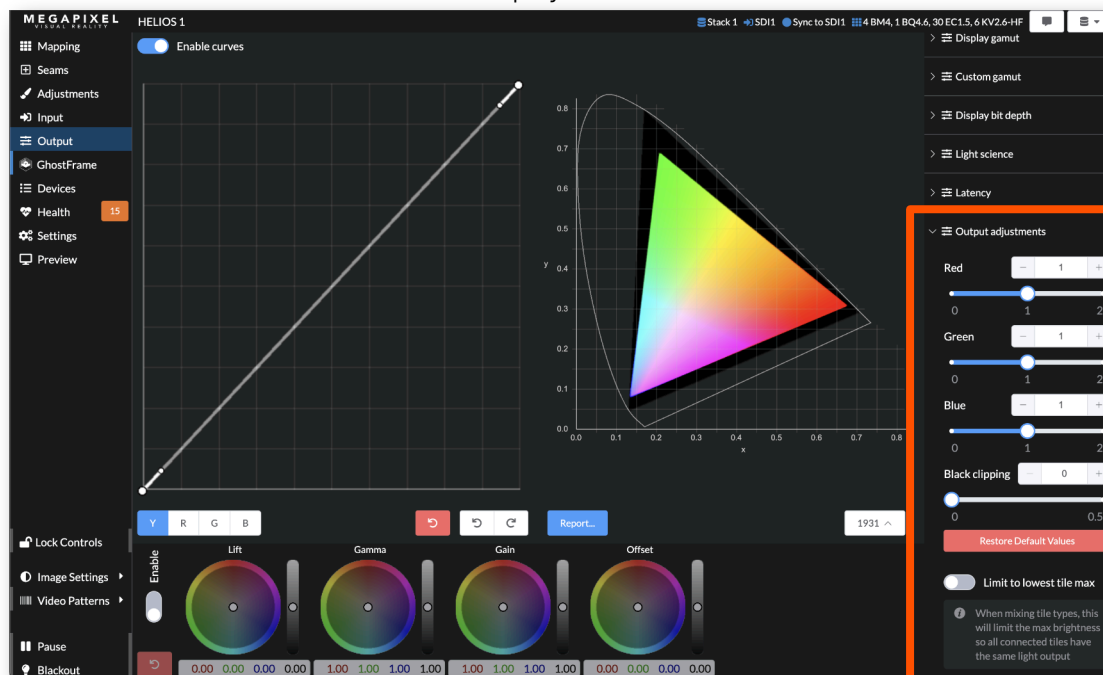 MEGAPIXEL
VISUAL REALITY
HELIOS 1
Stack 1 SDI1 Sync to SDI1 4 BM4, 1 BQ4.6, 30 EC1.5, 6 KV2.6-HF
Mapping
Seams
Adjustments
Input
Output
GhostFrame
Devices
Health 15
Settings
Preview
Lock Controls
Image Settings
Video Patterns
Pause
Blackout
Enable curves
0.8
0.7
0.6
0.5
y 0.4
0.3
0.2
0.1
0.0
0.0 0.1 0.2 0.3 0.4 0.5 0.6 0.7 0.8
x
Y R G B
Report...
1931
Enable
Lift Gamma Gain Offset
0.00 0.00 0.00 0.00 1.00 1.00 1.00 1.00 1.00 1.00 1.00 1.00 0.00 0.00 0.00 0.00
Display gamut
Custom gamut
Display bit depth
Light science
Latency
Output adjustments
Red − 1 +
0 1 2
Green − 1 +
0 1 2
Blue − 1 +
0 1 2
Black clipping − 0 +
0 0.5
Restore Default Values
Limit to lowest tile max
When mixing tile types, this
will limit the max brightness
so all connected tiles have
the same light output